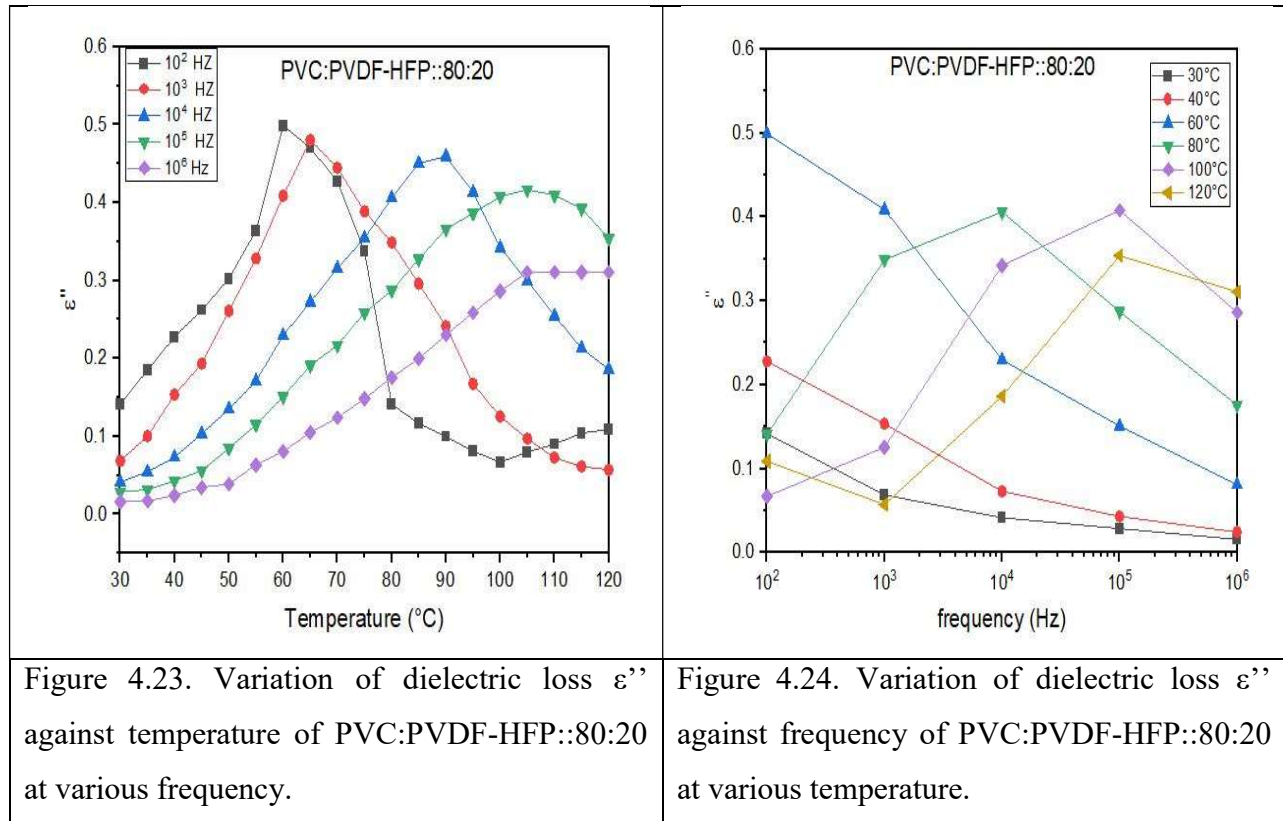 0.6
0.5
0.4
0.3
0.2
0.1
0.0
ε"
10² HZ
10³ HZ
10⁴ HZ
10⁵ HZ
10⁶ Hz
PVC:PVDF-HFP::80:20
30 40 50 60 70 80 90 100 110 120
Temperature (°C)
0.6
0.5
0.4
0.3
0.2
0.1
0.0
ε"
PVC:PVDF-HFP::80:20
30°C
40°C
60°C
80°C
100°C
120°C
10² 10³ 10⁴ 10⁵ 10⁶
frequency (Hz)
Figure 4.23. Variation of dielectric loss ε’’
against temperature of PVC:PVDF-HFP::80:20
at various frequency.
Figure 4.24. Variation of dielectric loss ε’’
against frequency of PVC:PVDF-HFP::80:20
at various temperature.